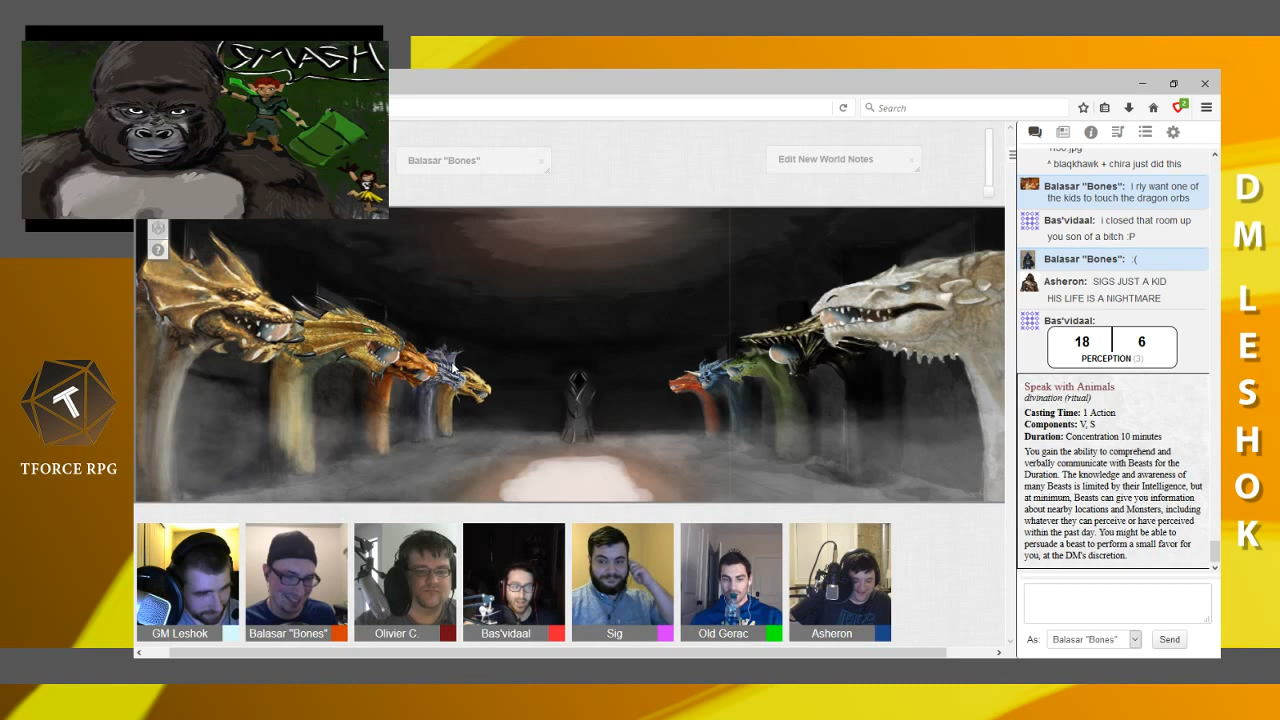 SMASH
Search
2
Balasar "Bones"
Edit New World Notes
^ blaqkhawk + chira just did this
Balasar "Bones": I rly want one of
the kids to touch the dragon orbs
Bas'vidaal: i closed that room up
you son of a bitch :P
Balasar "Bones": :(
Asheron: SIGS JUST A KID
HIS LIFE IS A NIGHTMARE
Bas'vidaal:
18 6
PERCEPTION (3)
Speak with Animals
divination (ritual)
Casting Time: 1 Action
Components: V, S
Duration: Concentration 10 minutes
You gain the ability to comprehend and
verbally communicate with Beasts for the
Duration. The knowledge and awareness of
many Beasts is limited by their Intelligence, but
at minimum, Beasts can give you information
about nearby locations and Monsters, including
whatever they can perceive or have perceived
within the past day. You might be able to
persuade a beast to perform a small favor for
you, at the DM's discretion.
As: Balasar "Bones" Send
T
TFORCE RPG
GM Leshok
Balasar "Bones"
Olivier C.
Bas'vidaal
Sig
Old Gerac
Asheron
DM LESHOK